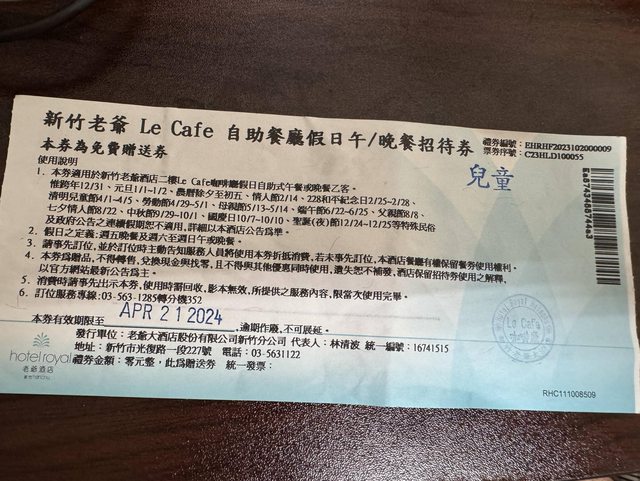 新竹老爺 Le Cafe 自助餐廳假日午/晚餐招待券
禮券編號：EHRHF2023102000009
票券序號：CZ3HLD100055
本券為免費贈送券
兒童
使用說明
1. 本券適用於新竹老爺酒店二樓Le Cafe咖啡廳假日自助式午餐或晚餐乙客。
惟跨年12/31、元旦1/1-1/2、農曆除夕至初五、情人節2/14、228和平紀念日2/25-2/28、
清明兒童節4/1-4/5、勞動節4/29-5/1、母親節5/13-5/14、端午節6/22-6/25、父親節8/8、
七夕情人節8/22、中秋節9/29-10/1、國慶日10/7-10/10、聖誕(夜)節12/24-12/25等特殊民俗
及政府公告之連續假期恕不適用，詳細以本酒店公告為準。
2. 假日之定義：週五晚餐及週六至週日午或晚餐。
3. 請事先訂位，並於訂位時主動告知服務人員將使用本券折抵消費，若未事先訂位，本酒店餐廳有權保留餐券使用權利。
4. 本券為贈品，不得轉售、兌換現金與找零，且不得與其他優惠同時使用，遺失恕不補發，酒店保留招待券使用之解釋，
以官方網站最新公告為主。
5. 消費時請事先出示本券，使用時需回收，影本無效，所提供之服務內容，限當次使用完畢。
6. 訂位服務專線：03-563-1285轉分機352
本券有效期限至 APR 21 2024 ，逾期作廢，不可展延。
發行單位：老爺大酒店股份有限公司新竹分公司 代表人：林清波 統一編號：16741515
地址：新竹市光復路一段227號 電話：03-5631122
禮券金額：零元整，此為贈送券 統一發票：
hotel royal
老爺酒店
Le Cafe
RHC111008509